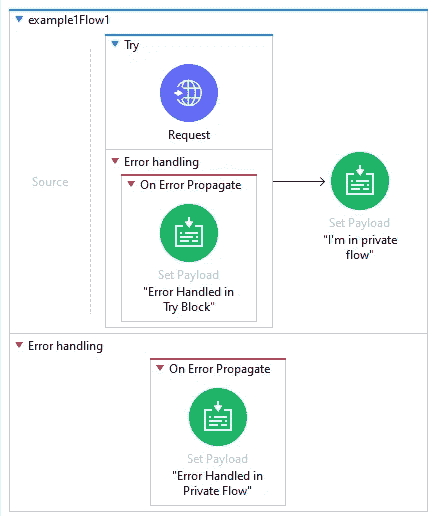 example1Flow1
Try
Source
Request
Error handling
On Error Propagate
Set Payload
"Error Handled in
Try Block"
Set Payload
"I'm in private
flow"
Error handling
On Error Propagate
Set Payload
"Error Handled in
Private Flow"